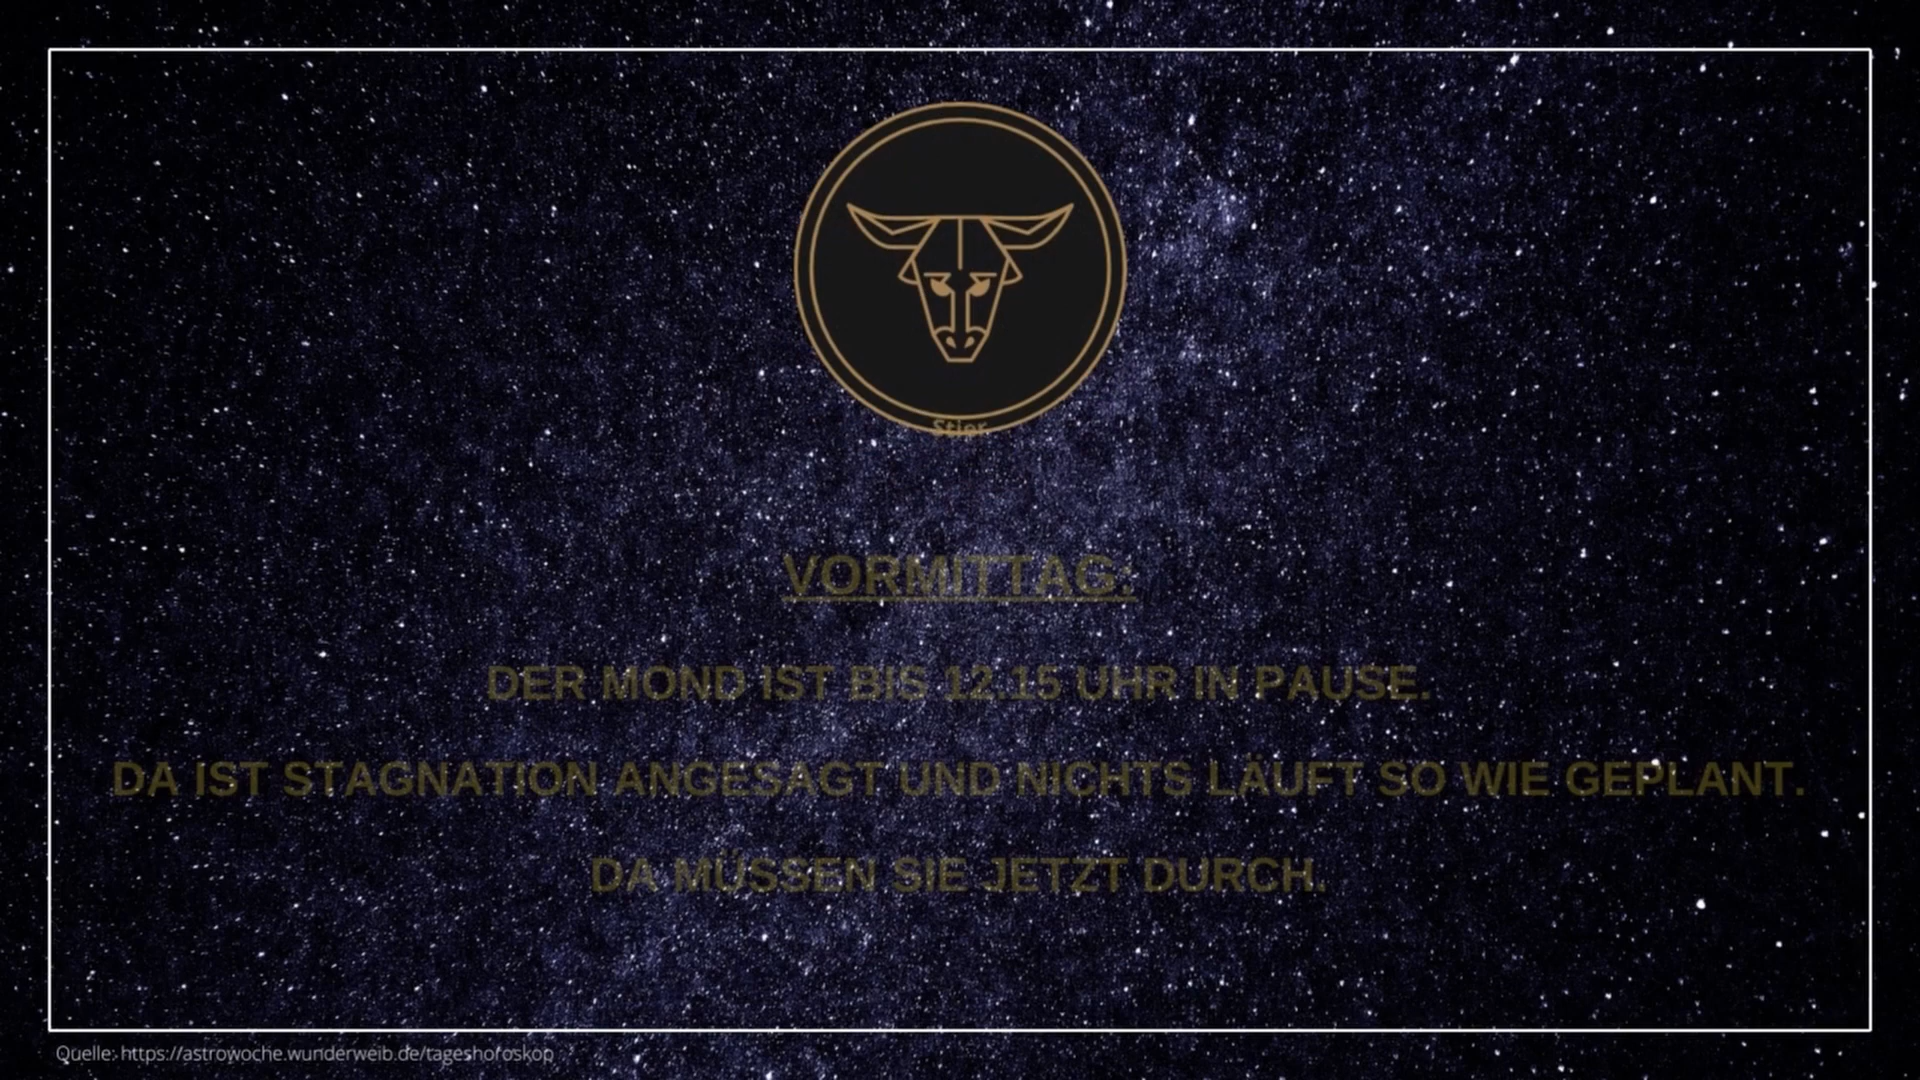 Stier
VORMITTAG:
DER MOND IST BIS 12.15 UHR IN PAUSE.
DA IST STAGNATION ANGESAGT UND NICHTS LÄUFT SO WIE GEPLANT.
DA MÜSSEN SIE JETZT DURCH.
Quelle: https://astrowoche.wunderweib.de/tageshoroskop